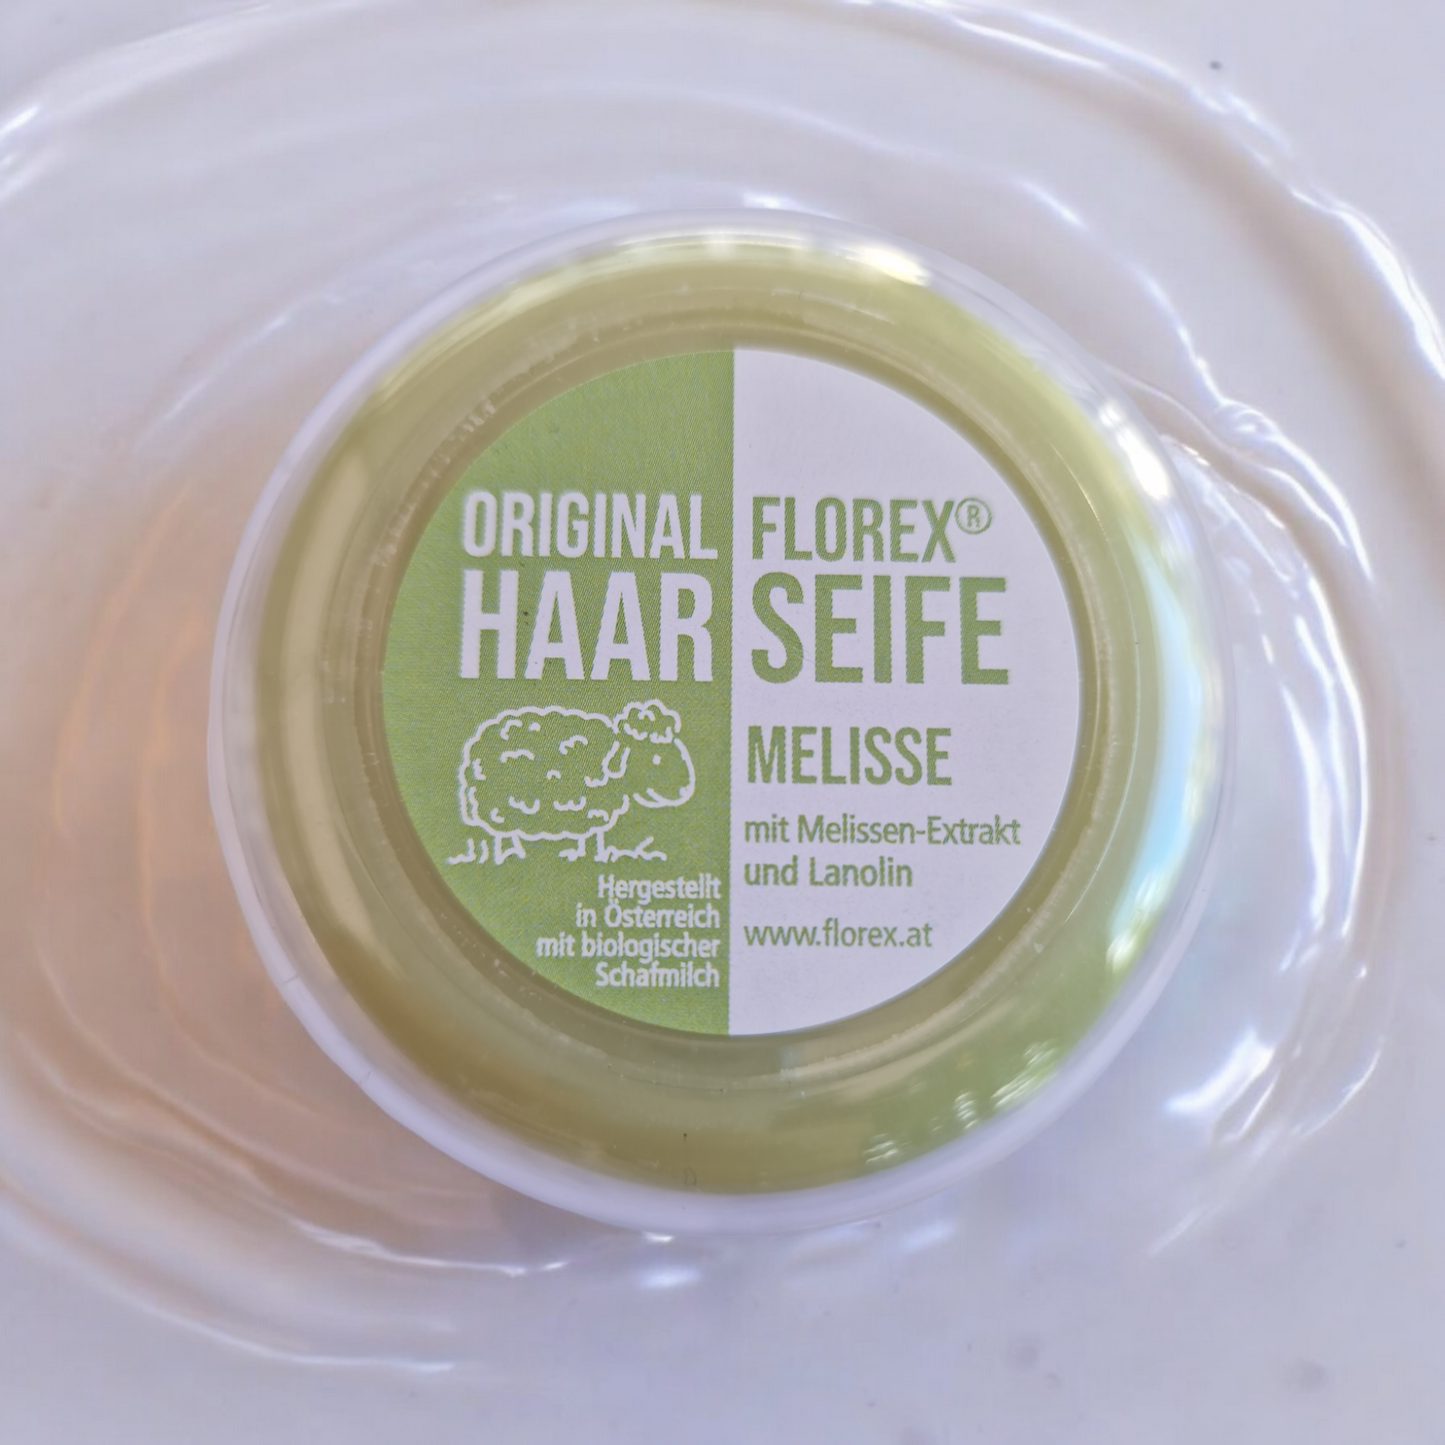 ORIGINAL FLOREX®
HAAR SEIFE
MELISSE
mit Melissen-Extrakt
und Lanolin
www.florex.at
Hergestellt
in Österreich
mit biologischer
Schafmilch